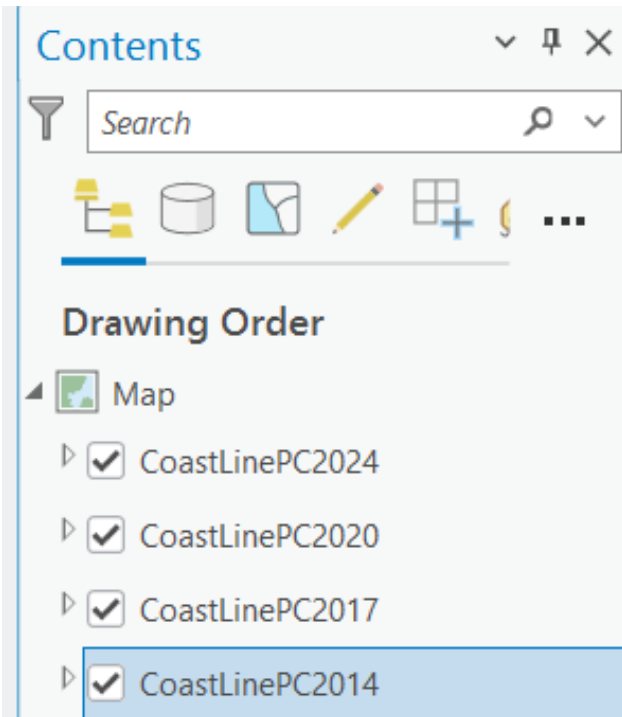 Contents
Search
Drawing Order
Map
CoastLinePC2024
CoastLinePC2020
CoastLinePC2017
CoastLinePC2014